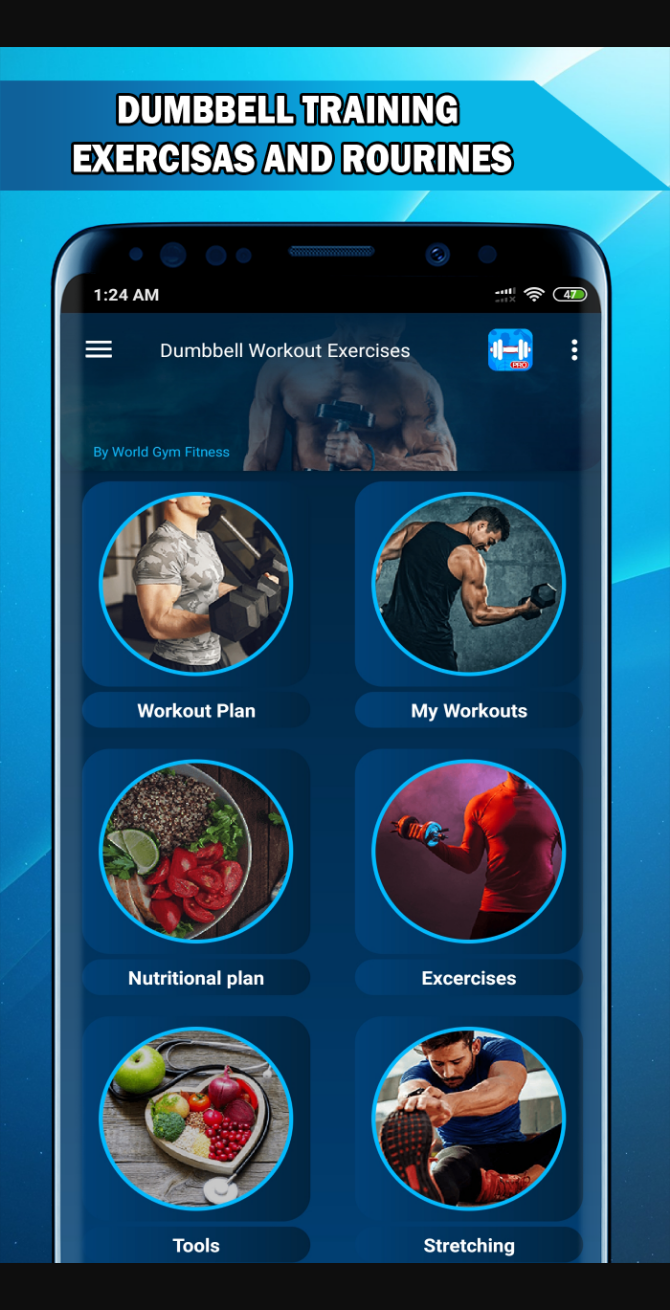 DUMBBELL TRAINING
EXERCISAS AND ROURINES
1:24 AM
47
Dumbbell Workout Exercises
PRO
By World Gym Fitness
Workout Plan
My Workouts
Nutritional plan
Excercises
Tools
Stretching